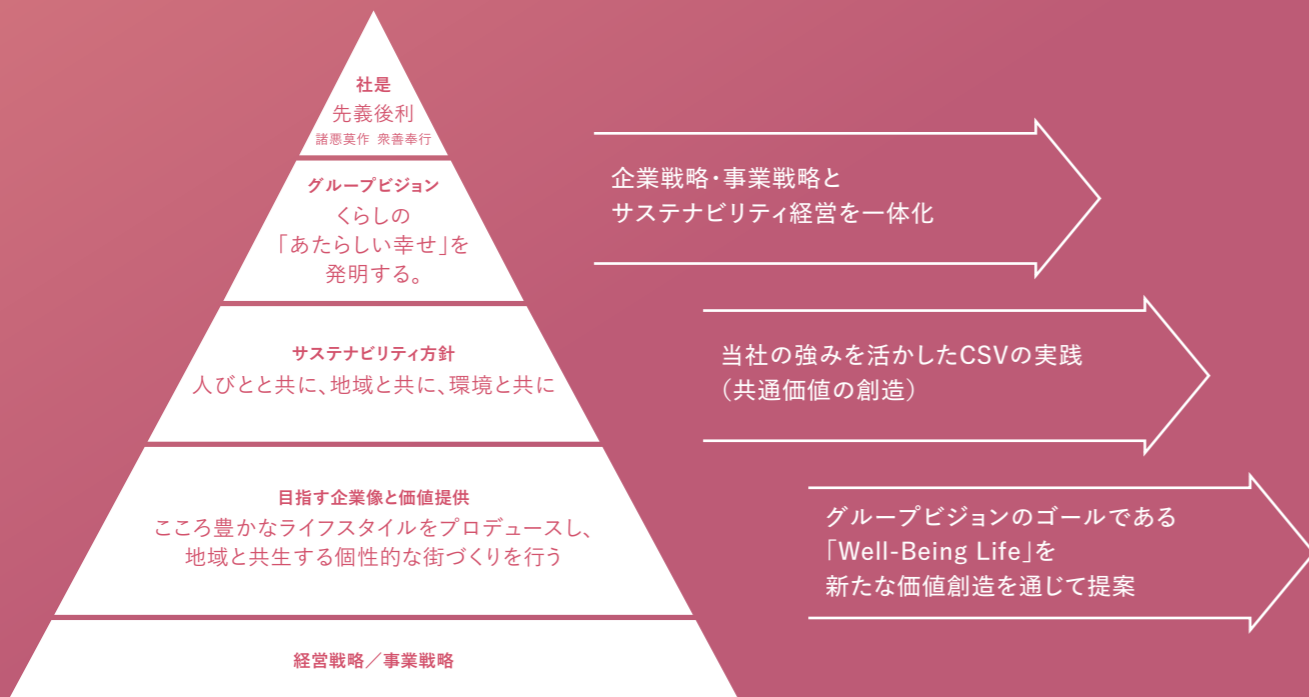 社是
先義後利
諸悪莫作 衆善奉行
グループビジョン
くらしの
「あたらしい幸せ」を
発明する。
サステナビリティ方針
人びとと共に、地域と共に、環境と共に
目指す企業像と価値提供
こころ豊かなライフスタイルをプロデュースし、
地域と共生する個性的な街づくりを行う
経営戦略／事業戦略
企業戦略・事業戦略と
サステナビリティ経営を一体化
当社の強みを活かしたCSVの実践
（共通価値の創造）
グループビジョンのゴールである
「Well-Being Life」を
新たな価値創造を通じて提案